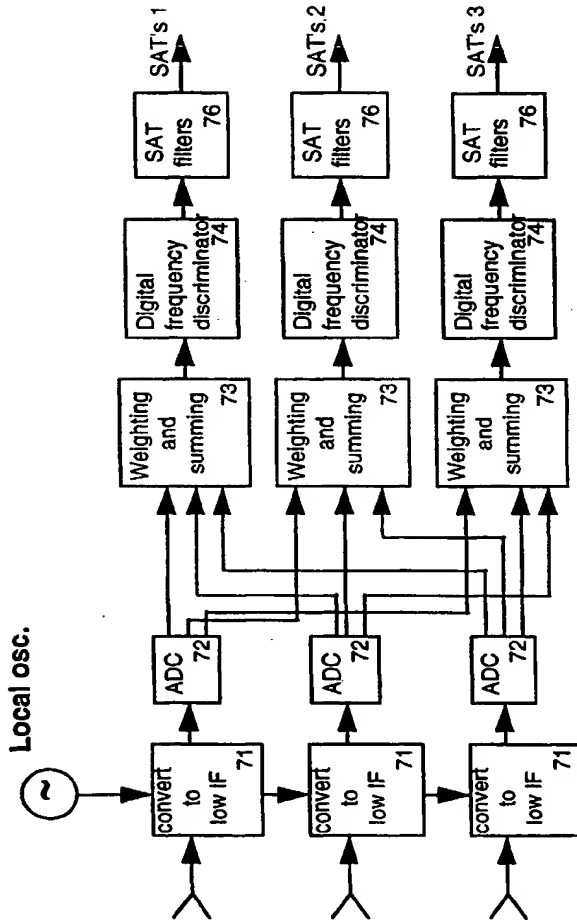 Local osc.
~
convert
to
low IF
71
ADC
72
Weighting
and
summing
73
Digital
frequency
discriminator
74
SAT
filters
76
SAT's 1
convert
to
low IF
71
ADC
72
Weighting
and
summing
73
Digital
frequency
discriminator
74
SAT
filters
76
SAT's.2
convert
to
low IF
71
ADC
72
Weighting
and
summing
73
Digital
frequency
discriminator
74
SAT
filters
76
SAT's 3